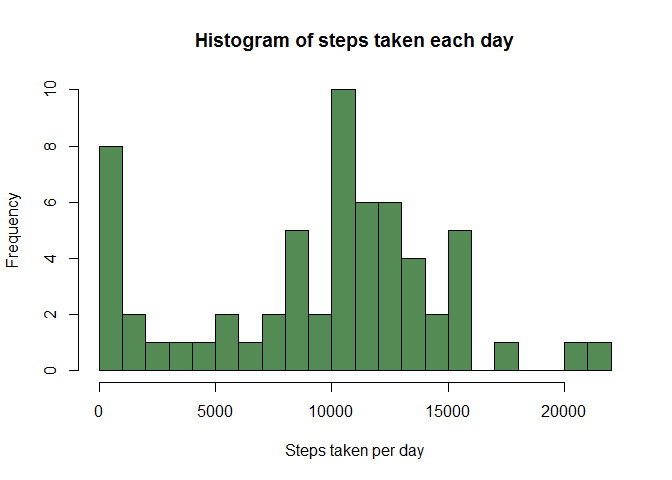 Histogram of steps taken each day
10
8
6
4
2
0
Frequency
0 5000 10000 15000 20000
Steps taken per day